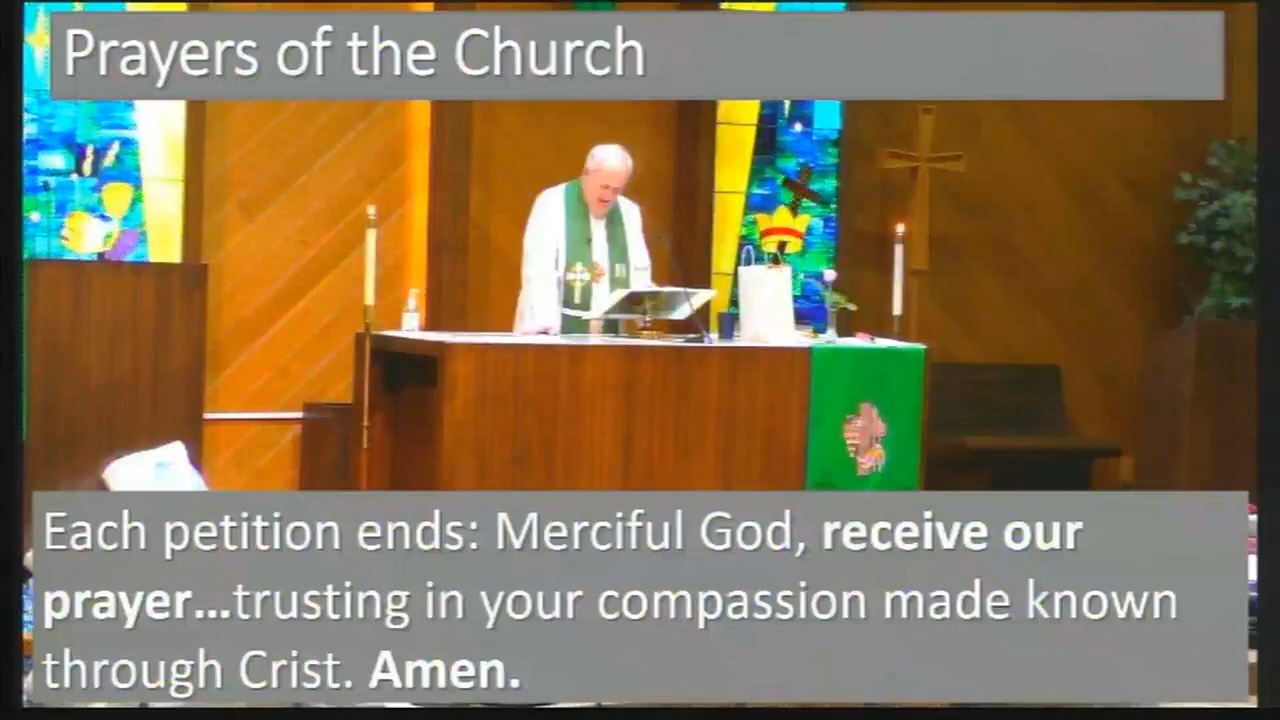 Prayers of the Church
Each petition ends: Merciful God, receive our
prayer...trusting in your compassion made known
through Crist. Amen.